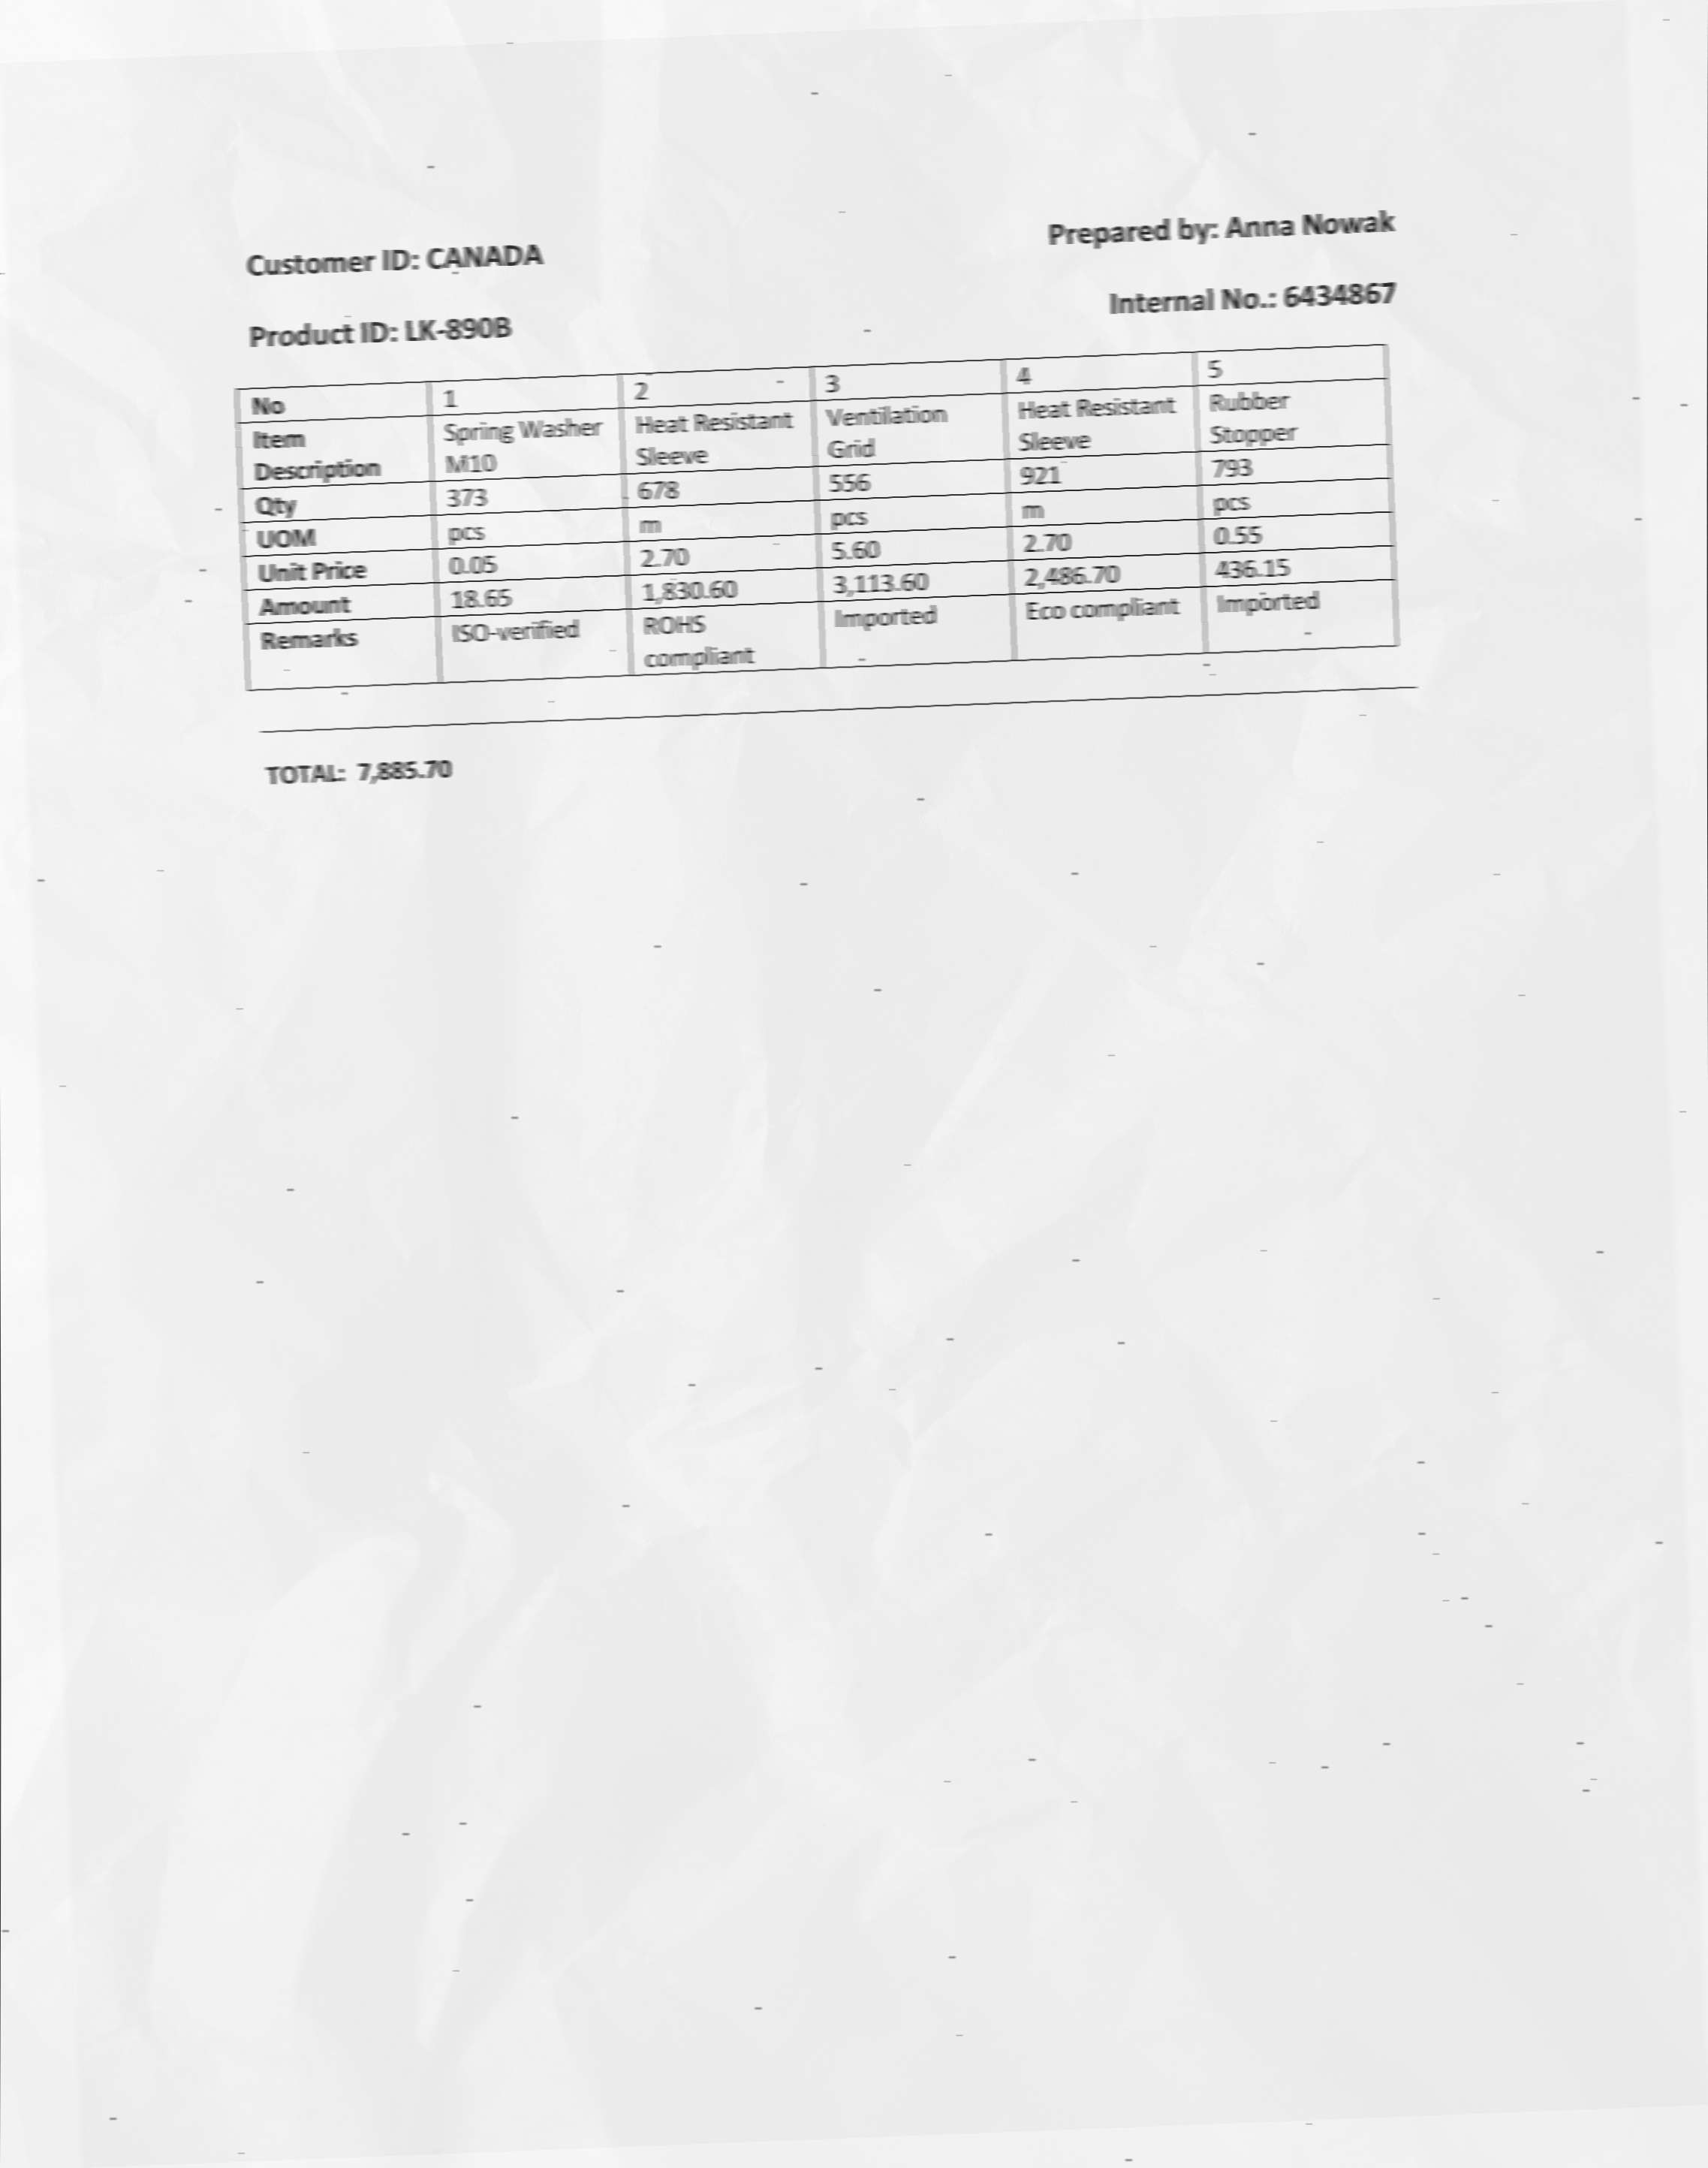 Customer ID: CANADA
Prepared by: Anna Nowak
Product ID: LK-890B
Internal No.: 6434867
No 1 2 3 4 5
Item Description Spring Washer M10 Heat Resistant Sleeve Ventilation Grid Heat Resistant Sleeve Rubber Stopper
Qty 373 678 556 921 793
UOM pcs m pcs m pcs
Unit Price 0.05 2.70 5.60 2.70 0.55
Amount 18.65 1,830.60 3,113.60 2,486.70 436.15
Remarks ISO-verified ROHS compliant Imported Eco compliant Imported
TOTAL: 7,885.70